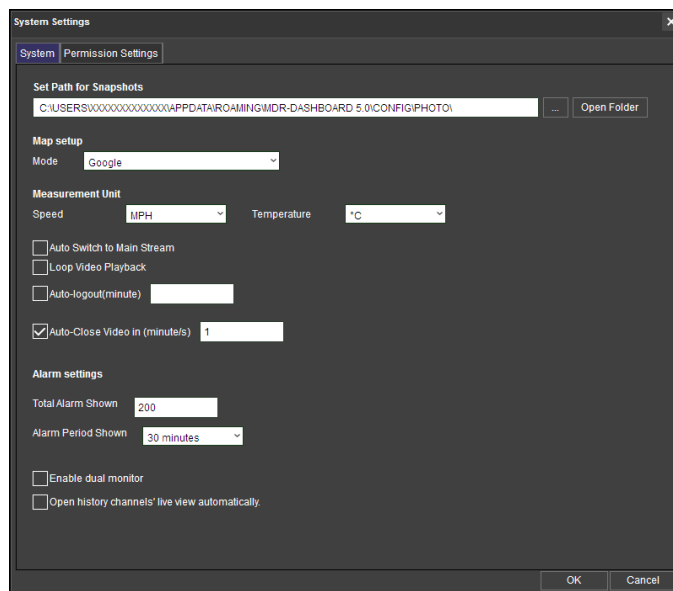 System Settings
System Permission Settings
Set Path for Snapshots
C:\USERS\XXXXXXXXXXXXXX\APPDATA\ROAMING\MDR-DASHBOARD 5.0\CONFIG\PHOTO\ ... Open Folder
Map setup
Mode Google
Measurement Unit
Speed MPH Temperature °C
Auto Switch to Main Stream
Loop Video Playback
Auto-logout(minute)
Auto-Close Video in (minute/s) 1
Alarm settings
Total Alarm Shown 200
Alarm Period Shown 30 minutes
Enable dual monitor
Open history channels' live view automatically.
OK Cancel